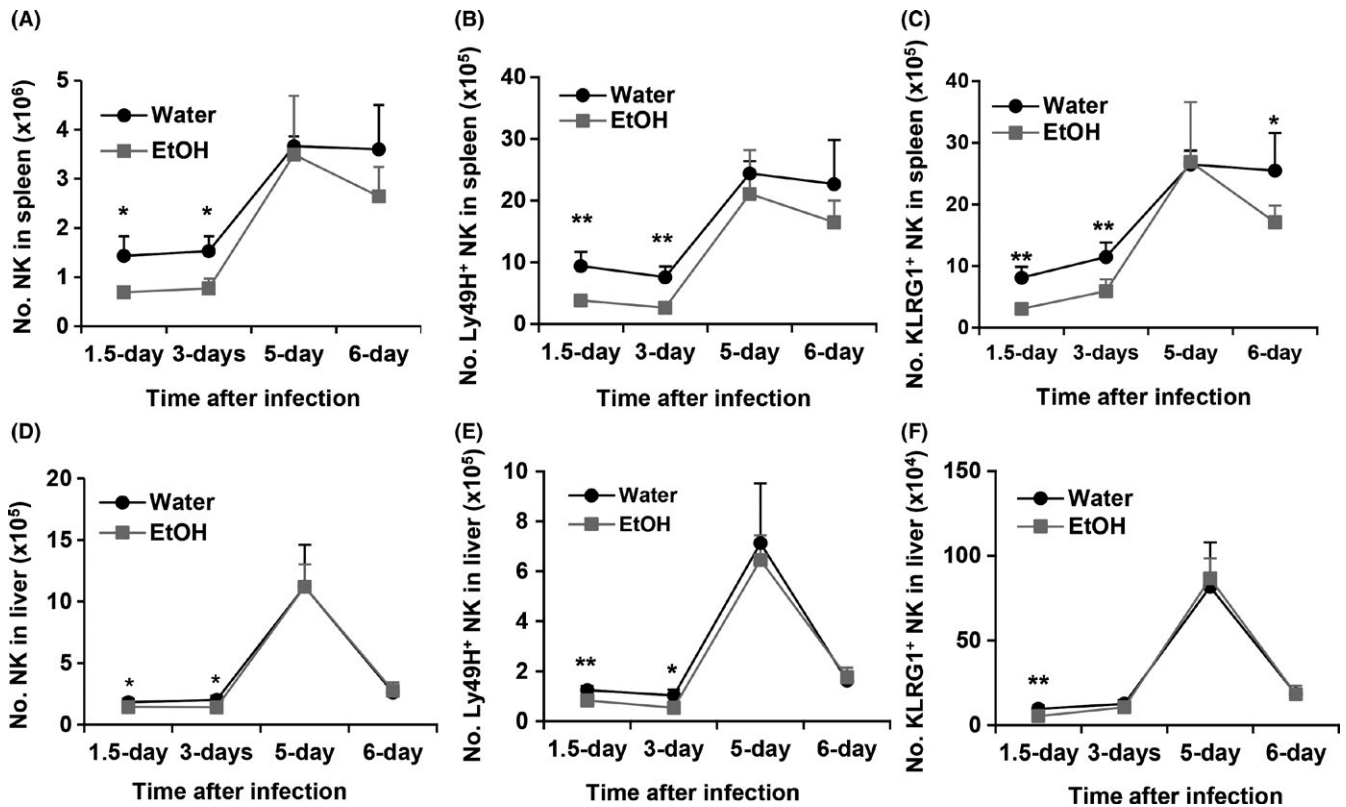 (A)
No. NK in spleen (x10⁶)
5
4
3
2
1
0
Water
EtOH
*
*
1.5-day 3-days 5-day 6-day
Time after infection
(B)
No. Ly49H⁺ NK in spleen (x10⁵)
40
30
20
10
0
Water
EtOH
**
**
1.5-day 3-day 5-day 6-day
Time after infection
(C)
No. KLRG1⁺ NK in spleen (x10⁵)
40
30
20
10
0
Water
EtOH
**
**
*
1.5-day 3-days 5-day 6-day
Time after infection
(D)
No. NK in liver (x10⁵)
20
15
10
5
0
Water
EtOH
*
*
1.5-day 3-days 5-day 6-day
Time after infection
(E)
No. Ly49H⁺ NK in liver (x10⁵)
10
8
6
4
2
0
Water
EtOH
**
*
1.5-day 3-day 5-day 6-day
Time after infection
(F)
No. KLRG1⁺ NK in liver (x10⁴)
150
100
50
0
Water
EtOH
**
1.5-day 3-days 5-day 6-day
Time after infection